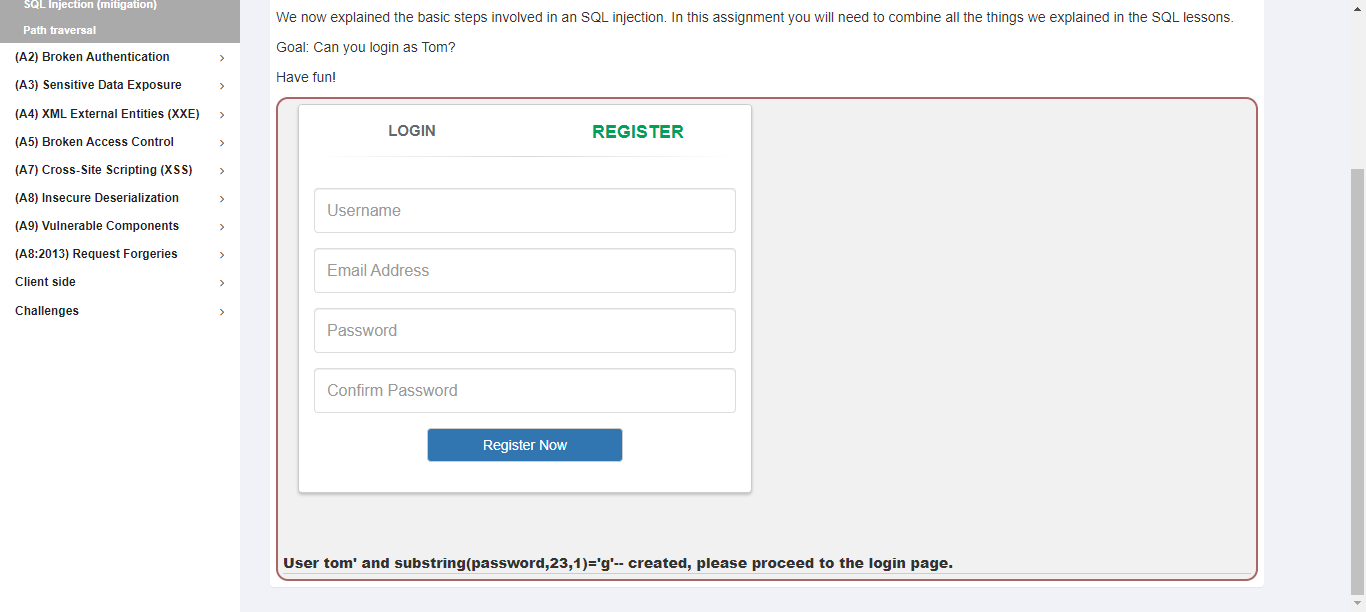 SQL Injection (mitigation)
Path traversal
(A2) Broken Authentication
(A3) Sensitive Data Exposure
(A4) XML External Entities (XXE)
(A5) Broken Access Control
(A7) Cross-Site Scripting (XSS)
(A8) Insecure Deserialization
(A9) Vulnerable Components
(A8:2013) Request Forgeries
Client side
Challenges
We now explained the basic steps involved in an SQL injection. In this assignment you will need to combine all the things we explained in the SQL lessons.
Goal: Can you login as Tom?
Have fun!
LOGIN REGISTER
Username
Email Address
Password
Confirm Password
Register Now
User tom' and substring(password,23,1)='g'-- created, please proceed to the login page.